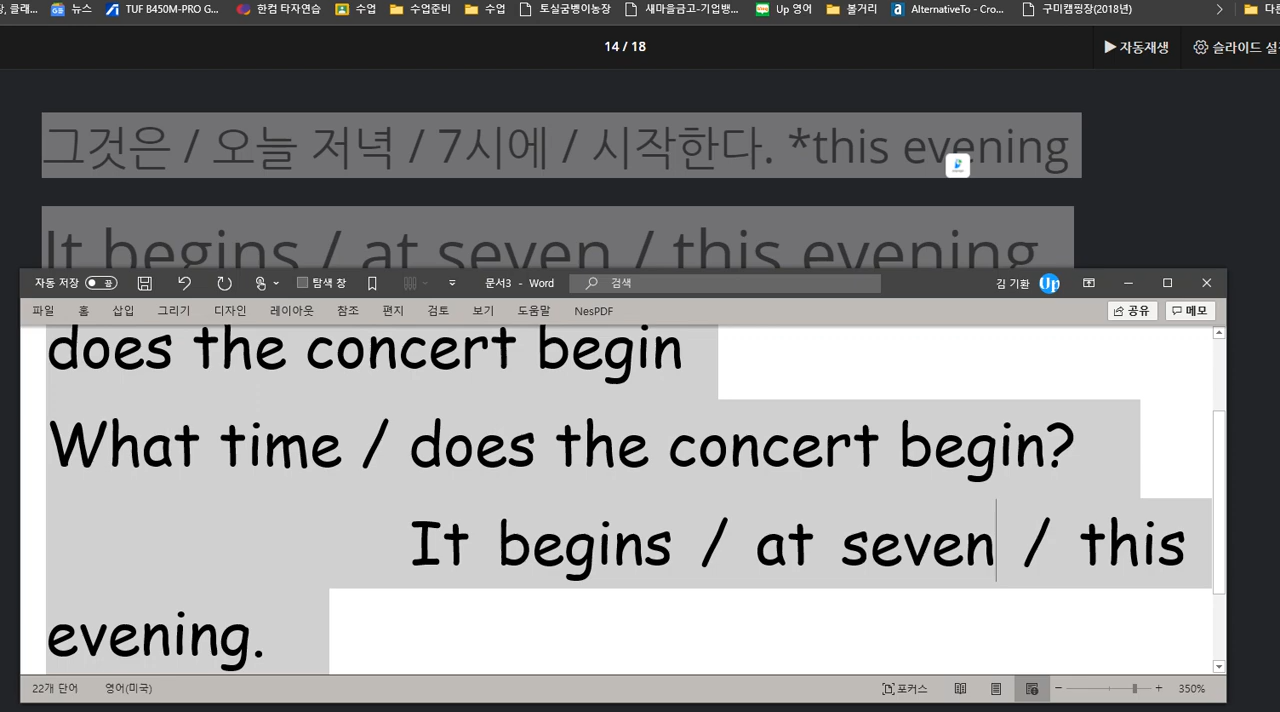 , 클래...
뉴스
TUF B450M-PRO G...
한컴 타자연습
수업
수업준비
수업
토실굼벵이농장
새마을금고-기업뱅...
Up 영어
볼거리
AlternativeTo - Cro...
구미캠핑장(2018년)
14 / 18
▶ 자동재생
슬라이드 설
그것은 / 오늘 저녁 / 7시에 / 시작한다. *this evening
It begins / at seven / this evening
자동 저장
끔
탐색 창
문서3 - Word
검색
김 기환
Up
파일 홈 삽입 그리기 디자인 레이아웃 참조 편지 검토 보기 도움말 NesPDF
공유
메모
does the concert begin
What time / does the concert begin?
It begins / at seven / this
evening.
22개 단어
영어(미국)
포커스
350%